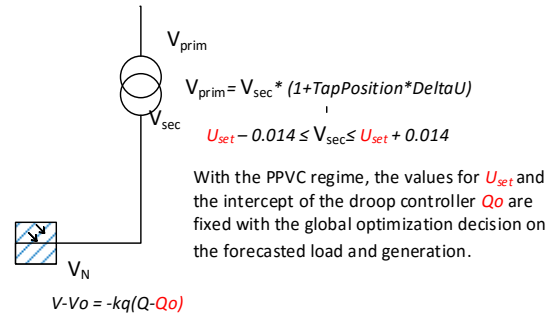 Vprim
Vprim= Vsec* (1+TapPosition*DeltaU)
Vsec
Uset– 0.014 ≤ Vsec≤ Uset + 0.014
With the PPVC regime, the values for Uset and
the intercept of the droop controller Qo are
fixed with the global optimization decision on
the forecasted load and generation.
VN
V-Vo = -kq(Q-Qo)